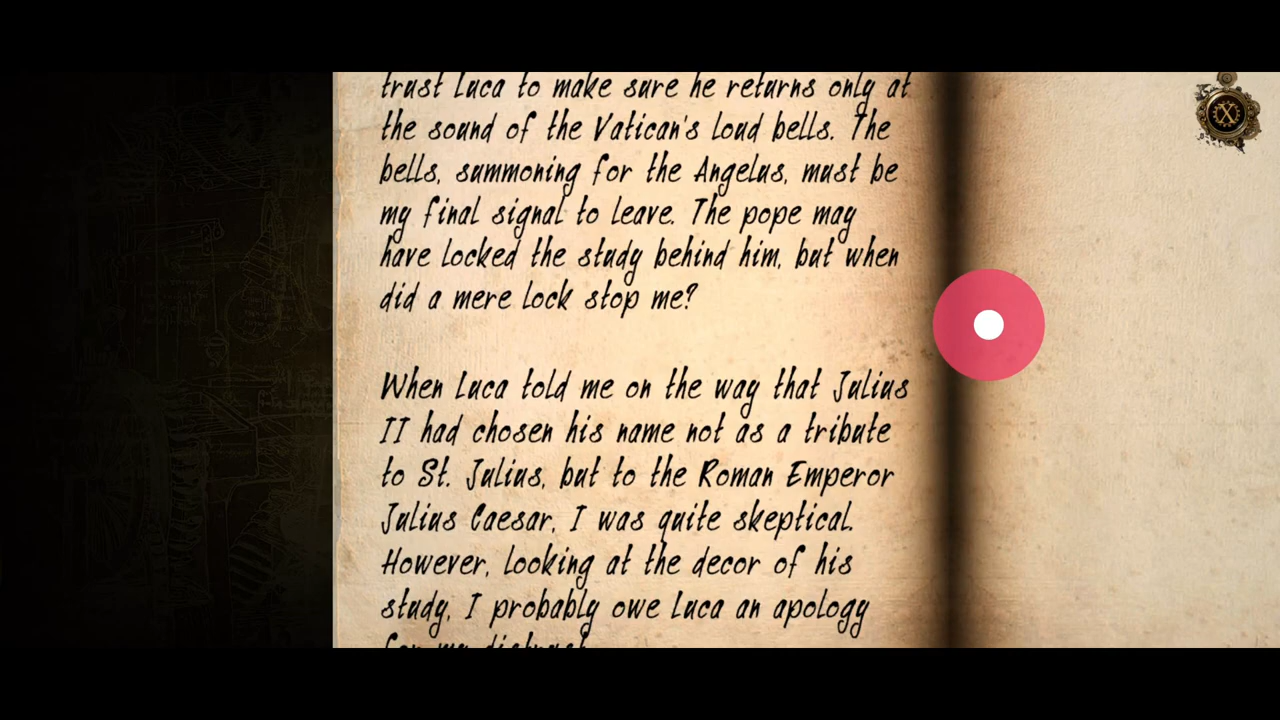 trust Luca to make sure he returns only at
the sound of the Vatican's loud bells. The
bells, summoning for the Angelus, must be
my final signal to leave. The pope may
have locked the study behind him, but when
did a mere lock stop me?
When Luca told me on the way that Julius
II had chosen his name not as a tribute
to St. Julius, but to the Roman Emperor
Julius Caesar, I was quite skeptical.
However, looking at the decor of his
study, I probably owe Luca an apology
for my distrust
X